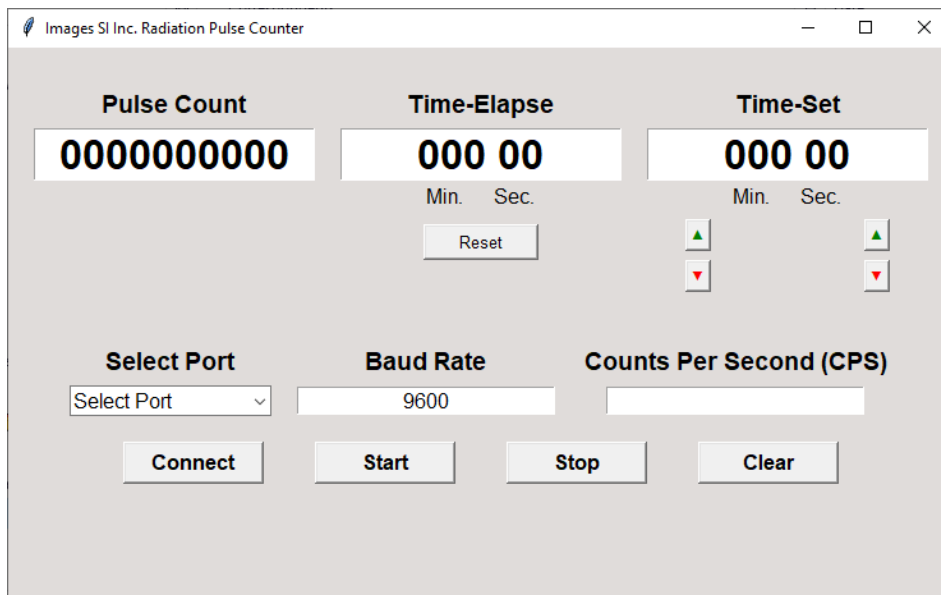 Images SI Inc. Radiation Pulse Counter
Pulse Count Time-Elapse Time-Set
0000000000 000 00 000 00
Min. Sec. Min. Sec.
Reset
Select Port Baud Rate Counts Per Second (CPS)
Select Port 9600
Connect Start Stop Clear